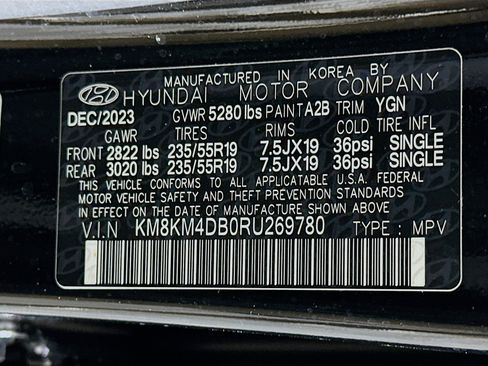 MANUFACTURED IN KOREA BY
HYUNDAI MOTOR COMPANY
DEC/2023 GVWR 5280 lbs PAINT A2B TRIM YGN
GAWR TIRES RIMS COLD TIRE INFL
FRONT 2822 lbs 235/55R19 7.5JX19 36psi SINGLE
REAR 3020 lbs 235/55R19 7.5JX19 36psi SINGLE
THIS VEHICLE CONFORMS TO ALL APPLICATABLE U.S.A. FEDERAL
MOTOR VEHICLE SAFETY AND THEFT PREVENTION STANDARDS
IN EFFECT ON THE DATE OF MANUFACTURE SHOWN ABOVE
V.I.N KM8KM4DB0RU269780 TYPE : MPV